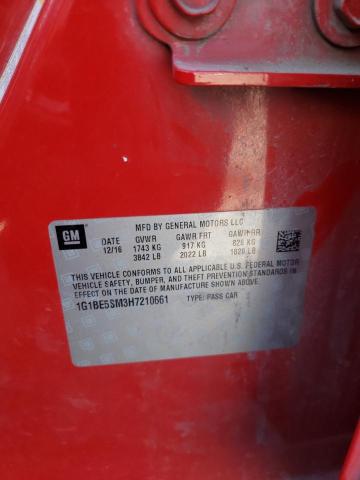 MFD BY GENERAL MOTORS LLC
GM DATE GVWR GAWR FRT GAWR RR
12/16 1743 KG 917 KG 826 KG
3842 LB 2022 LB 1820 LB
THIS VEHICLE CONFORMS TO ALL APPLICABLE U.S. FEDERAL MOTOR
VEHICLE SAFETY, BUMPER, AND THEFT PREVENTION STANDARDS IN
EFFECT ON THE DATE OF MANUFACTURE SHOWN ABOVE.
1G1BE5SM3H7210661 TYPE: PASS CAR